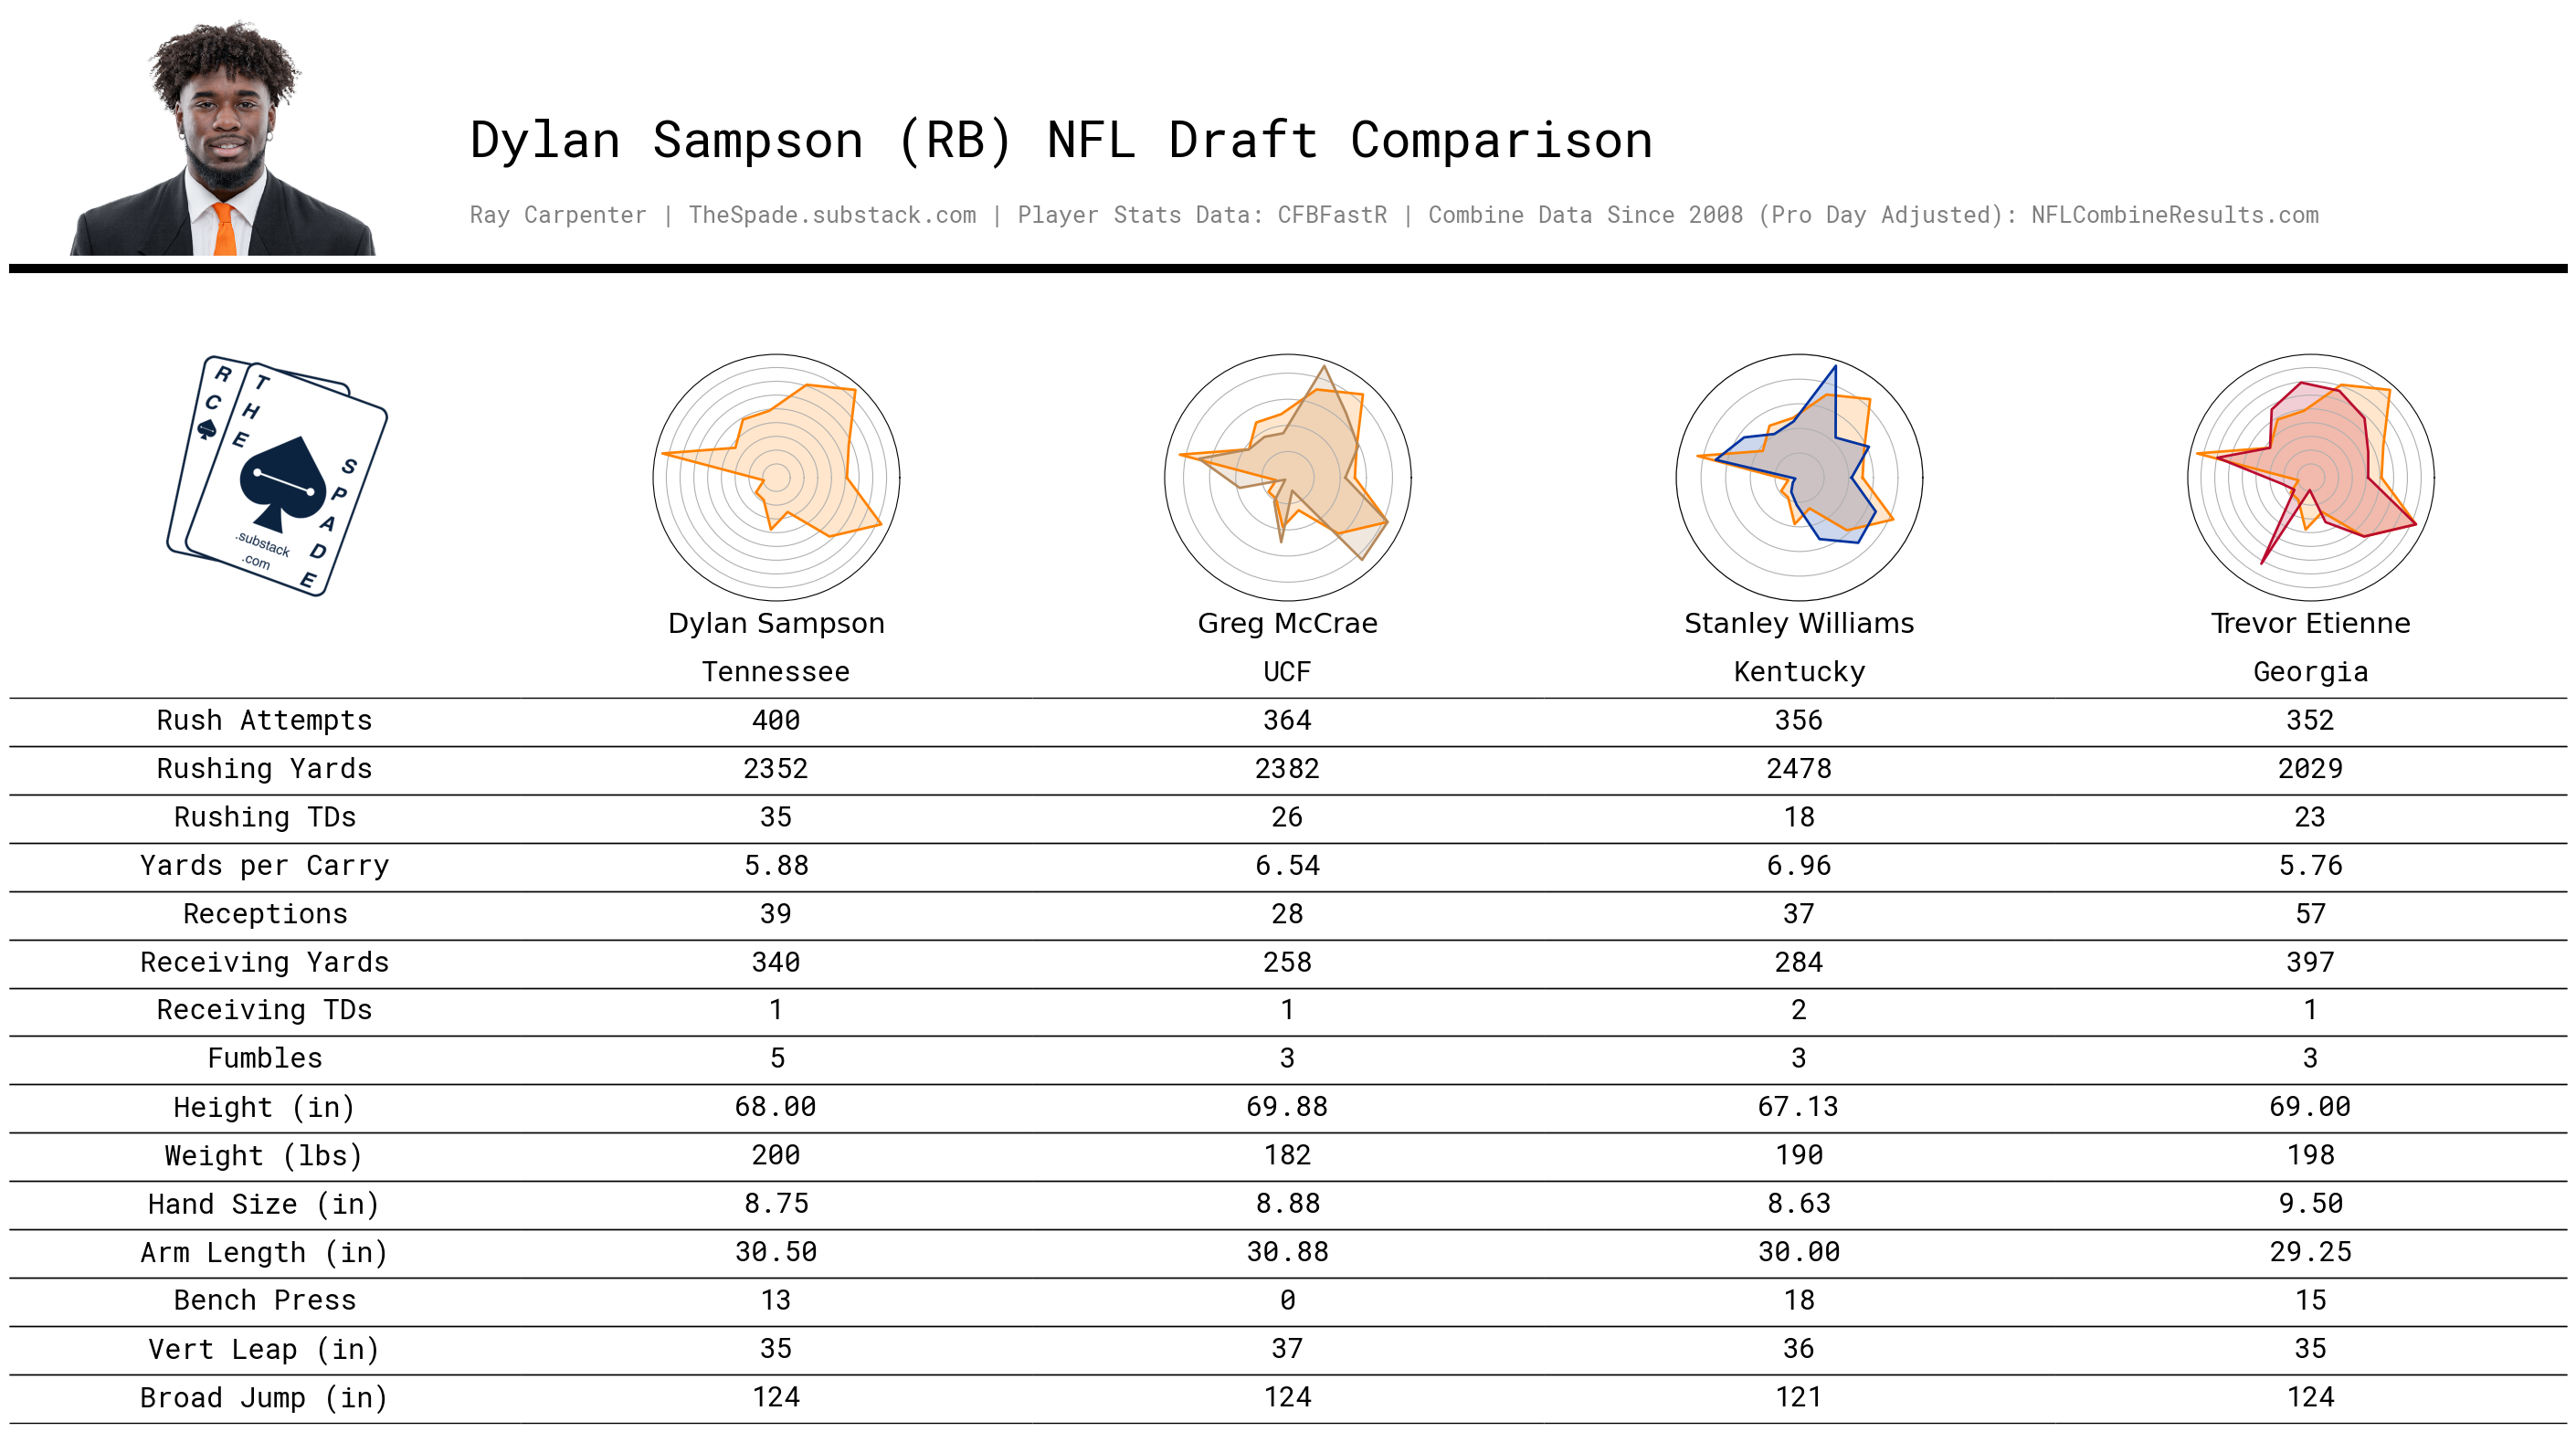 Dylan Sampson (RB) NFL Draft Comparison
Ray Carpenter | TheSpade.substack.com | Player Stats Data: CFBFastR | Combine Data Since 2008 (Pro Day Adjusted): NFLCombineResults.com
R C
T H E
S P A D E
.substack
.com
Dylan Sampson Greg McCrae Stanley Williams Trevor Etienne
Tennessee UCF Kentucky Georgia
Rush Attempts 400 364 356 352
Rushing Yards 2352 2382 2478 2029
Rushing TDs 35 26 18 23
Yards per Carry 5.88 6.54 6.96 5.76
Receptions 39 28 37 57
Receiving Yards 340 258 284 397
Receiving TDs 1 1 2 1
Fumbles 5 3 3 3
Height (in) 68.00 69.88 67.13 69.00
Weight (lbs) 200 182 190 198
Hand Size (in) 8.75 8.88 8.63 9.50
Arm Length (in) 30.50 30.88 30.00 29.25
Bench Press 13 0 18 15
Vert Leap (in) 35 37 36 35
Broad Jump (in) 124 124 121 124